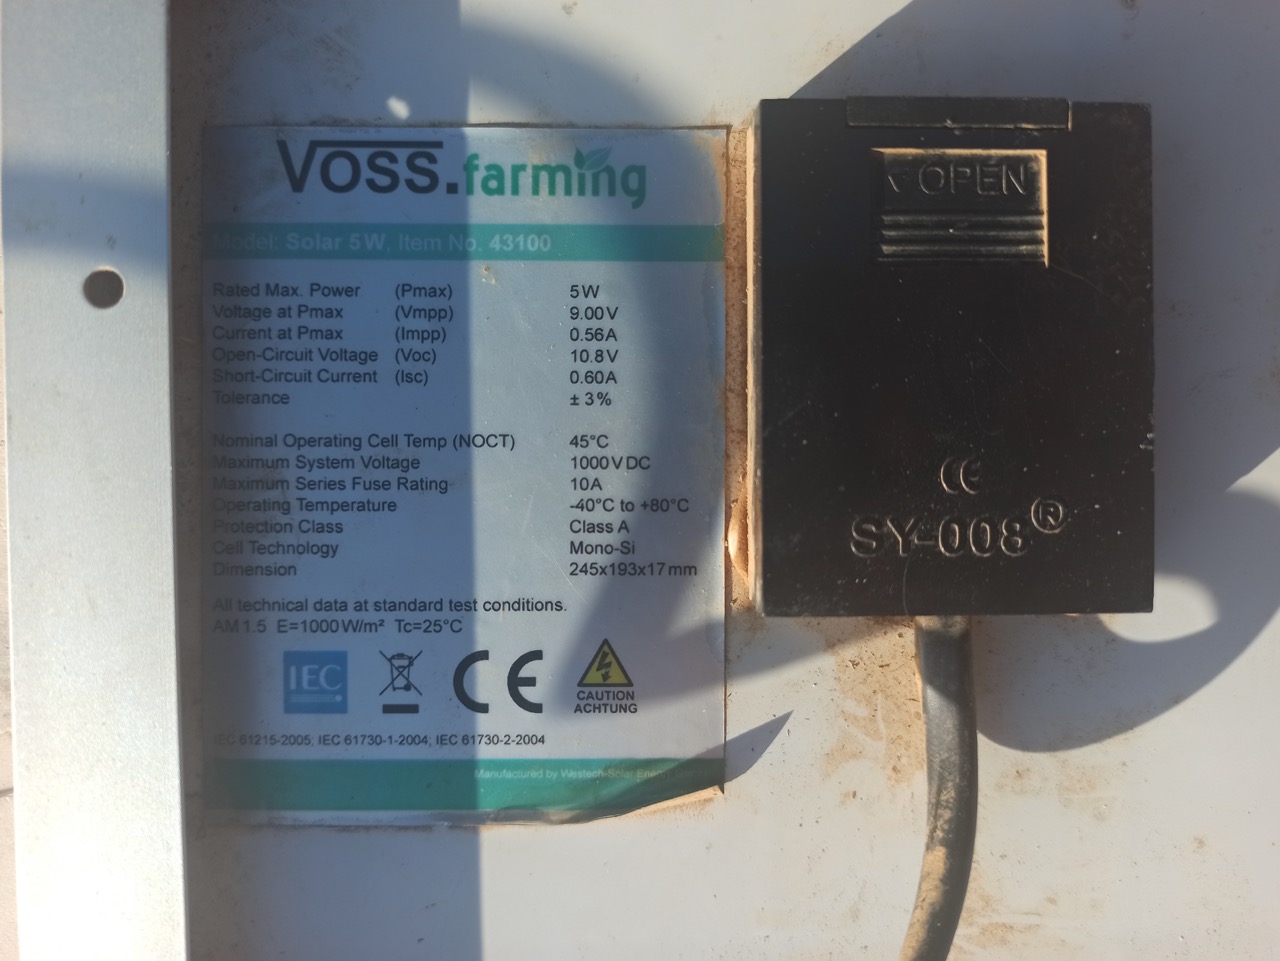 VOSS.farming
Model: Solar 5W, Item No. 43100
Rated Max. Power (Pmax) 5W
Voltage at Pmax (Vmpp) 9.00V
Current at Pmax (Impp) 0.56A
Open-Circuit Voltage (Voc) 10.8V
Short-Circuit Current (Isc) 0.60A
Tolerance ± 3%
Nominal Operating Cell Temp (NOCT) 45°C
Maximum System Voltage 1000VDC
Maximum Series Fuse Rating 10A
Operating Temperature -40°C to +80°C
Protection Class Class A
Cell Technology Mono-Si
Dimension 245x193x17mm
All technical data at standard test conditions.
AM1.5 E=1000W/m² Tc=25°C
IEC
CE
CAUTION
ACHTUNG
IEC 61215-2005; IEC 61730-1-2004; IEC 61730-2-2004
Manufactured by Westech-Solar Energy
OPEN
CE
SY-008®